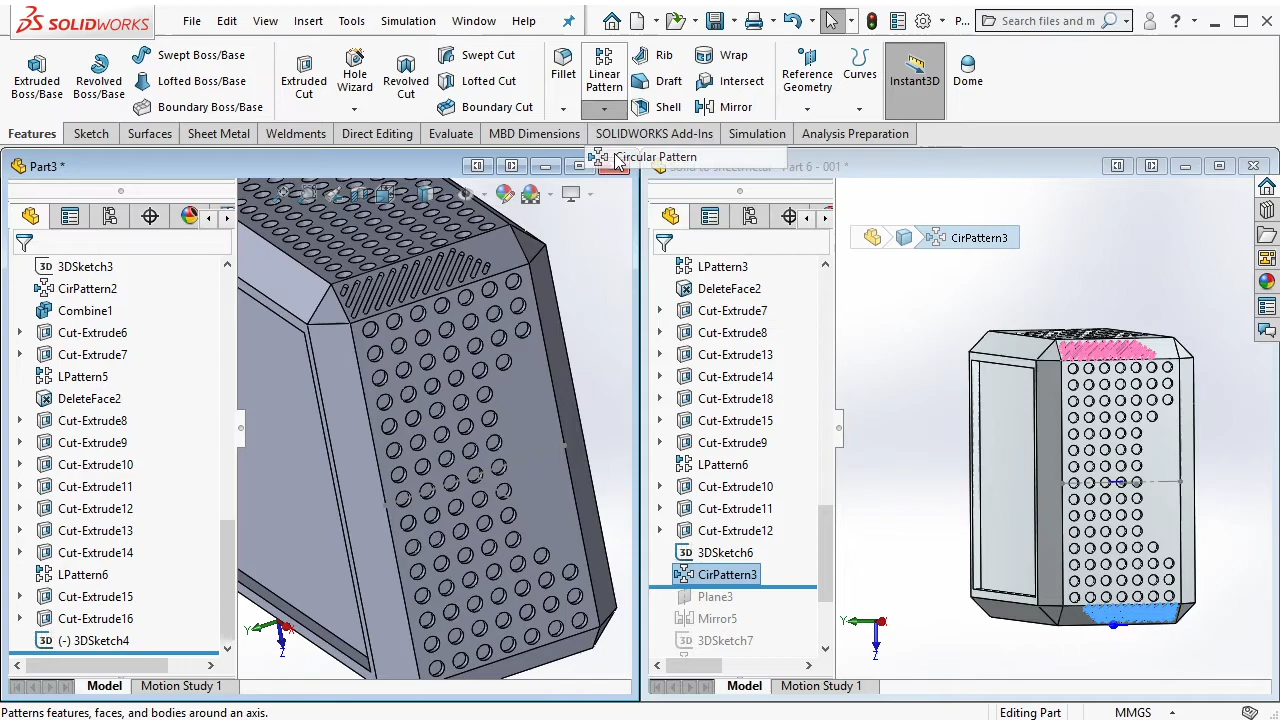 SOLIDWORKS
File Edit View Insert Tools Simulation Window Help
P...
Search files and m
Extruded Boss/Base
Revolved Boss/Base
Swept Boss/Base
Lofted Boss/Base
Boundary Boss/Base
Extruded Cut
Hole Wizard
Revolved Cut
Swept Cut
Lofted Cut
Boundary Cut
Fillet
Linear Pattern
Rib
Draft
Shell
Wrap
Intersect
Mirror
Reference Geometry
Curves
Instant3D
Dome
Features Sketch Surfaces Sheet Metal Weldments Direct Editing Evaluate MBD Dimensions SOLIDWORKS Add-Ins Simulation Analysis Preparation
Circular Pattern
Part3 *
Part 6 - 001 *
3DSketch3
CirPattern2
Combine1
Cut-Extrude6
Cut-Extrude7
LPattern5
DeleteFace2
Cut-Extrude8
Cut-Extrude9
Cut-Extrude10
Cut-Extrude11
Cut-Extrude12
Cut-Extrude13
Cut-Extrude14
LPattern6
Cut-Extrude15
Cut-Extrude16
3D (-) 3DSketch4
Y
X
Z
Model Motion Study 1
LPattern3
DeleteFace2
Cut-Extrude7
Cut-Extrude8
Cut-Extrude13
Cut-Extrude14
Cut-Extrude18
Cut-Extrude15
Cut-Extrude9
LPattern6
Cut-Extrude10
Cut-Extrude11
Cut-Extrude12
3D 3DSketch6
CirPattern3
Plane3
Mirror5
3D 3DSketch7
CirPattern3
Y
Z
Model Motion Study 1
Patterns features, faces, and bodies around an axis.
Editing Part
MMGS